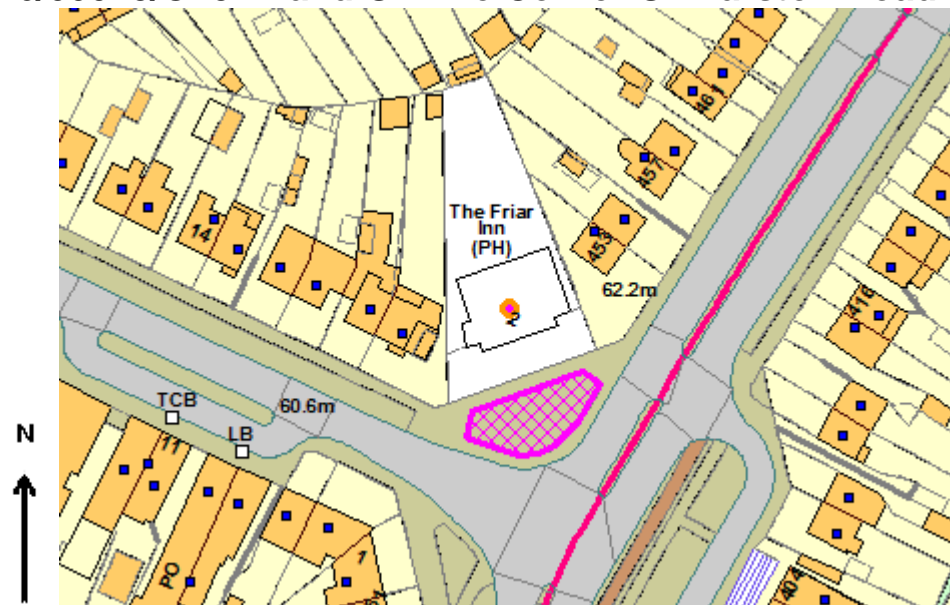 461
457
The Friar
Inn
(PH)
453
14
62.2m
2
416
TCB
60.6m
LB
N
11
1
PO
404